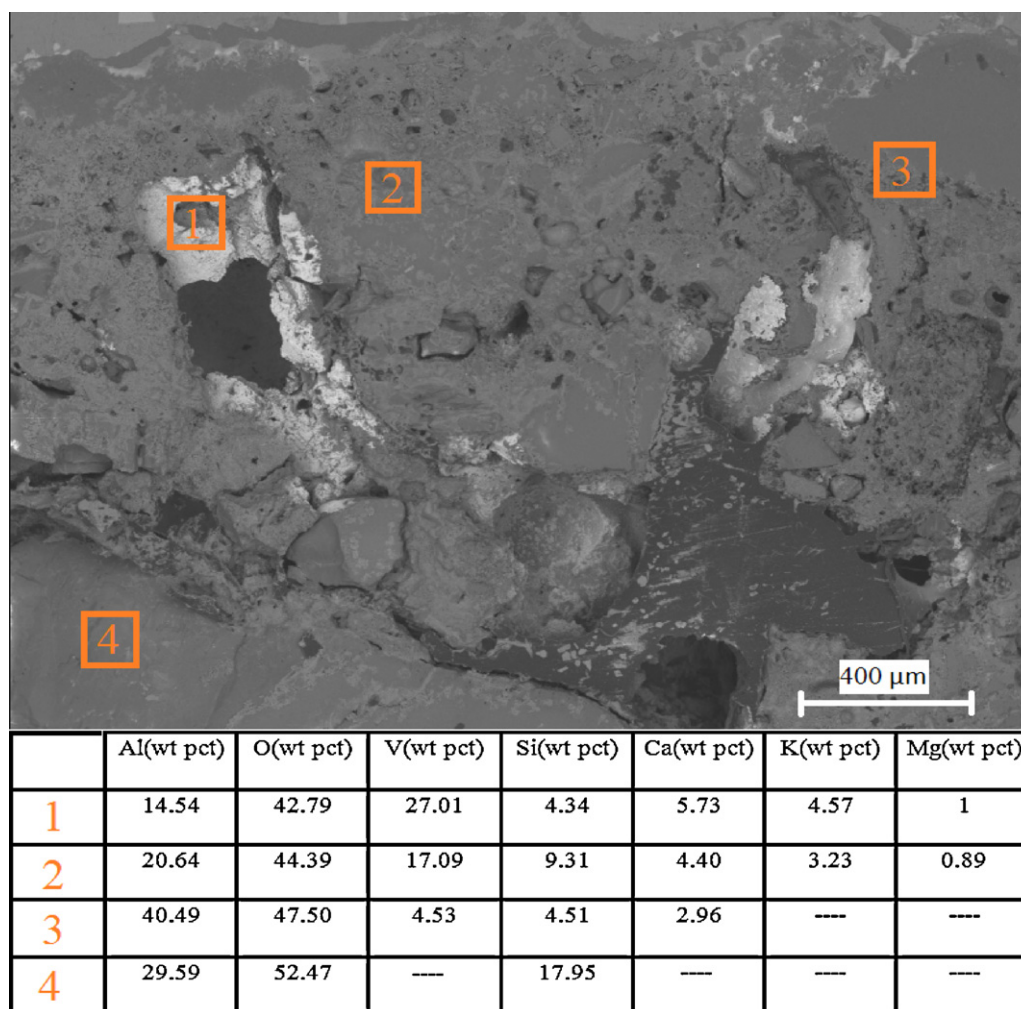 1
2
3
4
400 μm
Al(wt pct) O(wt pct) V(wt pct) Si(wt pct) Ca(wt pct) K(wt pct) Mg(wt pct)
1 14.54 42.79 27.01 4.34 5.73 4.57 1
2 20.64 44.39 17.09 9.31 4.40 3.23 0.89
3 40.49 47.50 4.53 4.51 2.96 ---- ----
4 29.59 52.47 ---- 17.95 ---- ---- ----